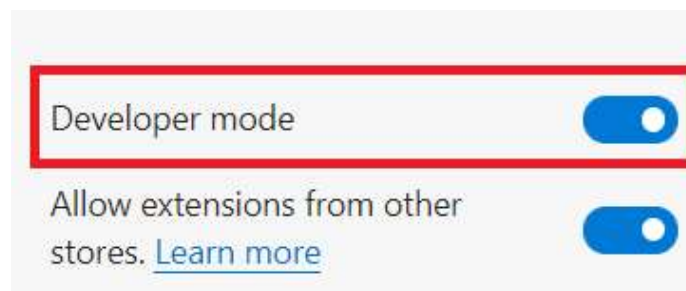 Developer mode
Allow extensions from other
stores. Learn more